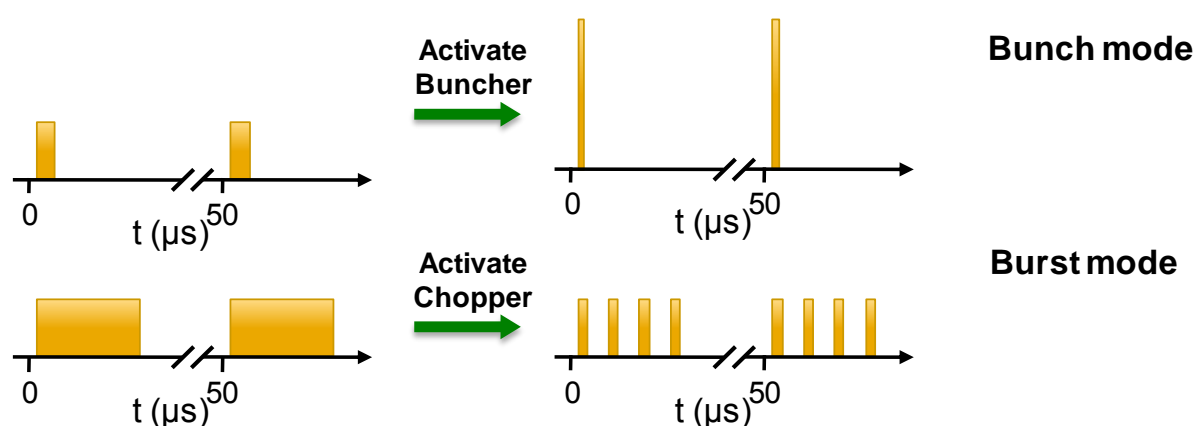 Activate
Buncher
Bunch mode
0
50
t (µs)
0
50
t (µs)
Activate
Chopper
Burst mode
0
50
t (µs)
0
50
t (µs)